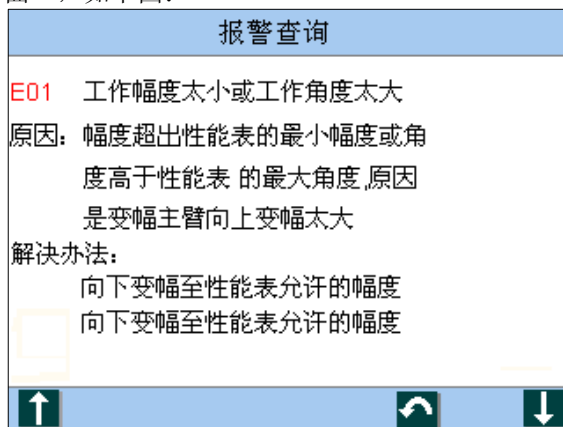 报警查询
E01 工作幅度太小或工作角度太大
原因：幅度超出性能表的最小幅度或角
度高于性能表 的最大角度,原因
是变幅主臂向上变幅太大
解决办法：
向下变幅至性能表允许的幅度
向下变幅至性能表允许的幅度